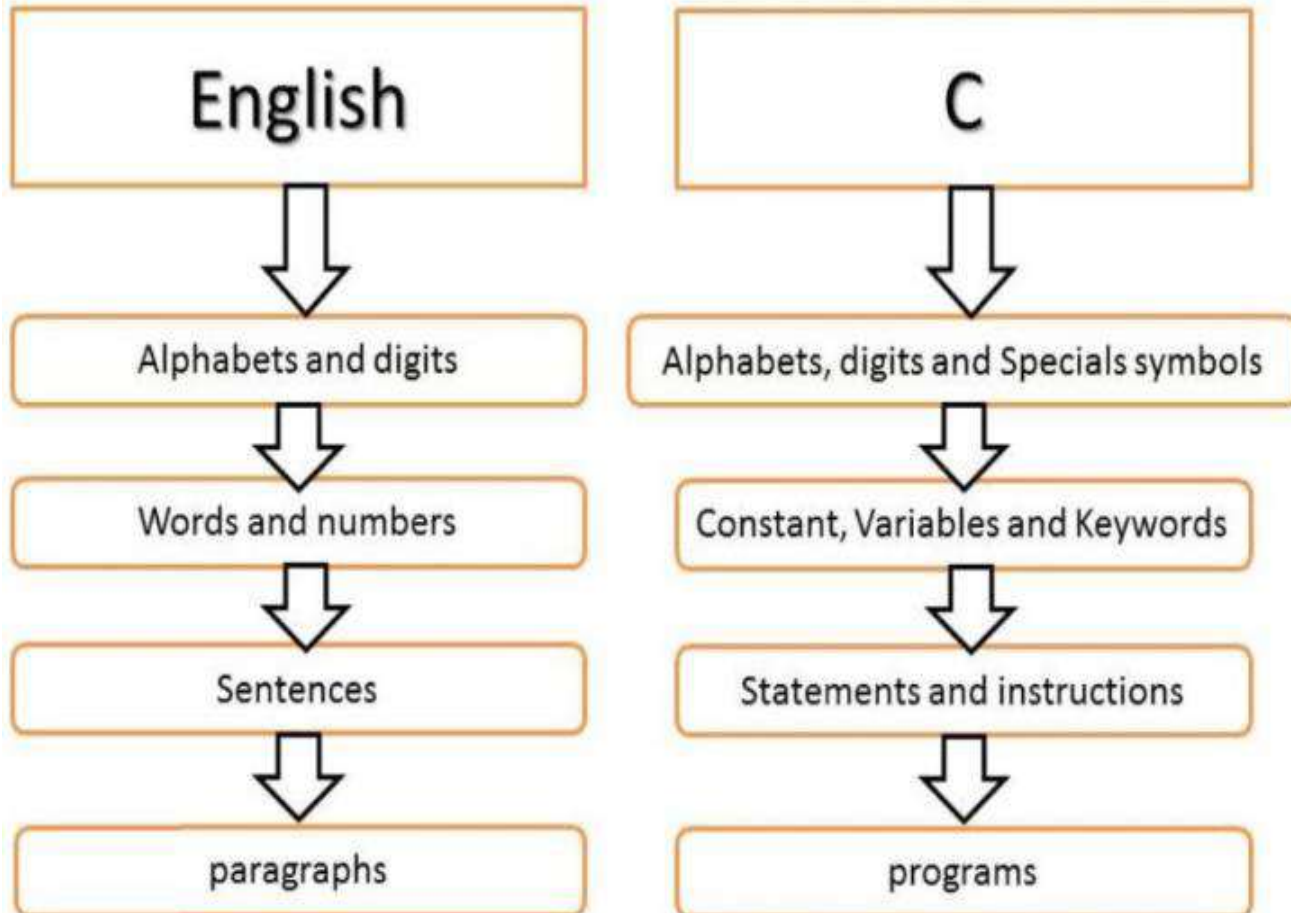 English
Alphabets and digits
Words and numbers
Sentences
paragraphs
C
Alphabets, digits and Specials symbols
Constant, Variables and Keywords
Statements and instructions
programs